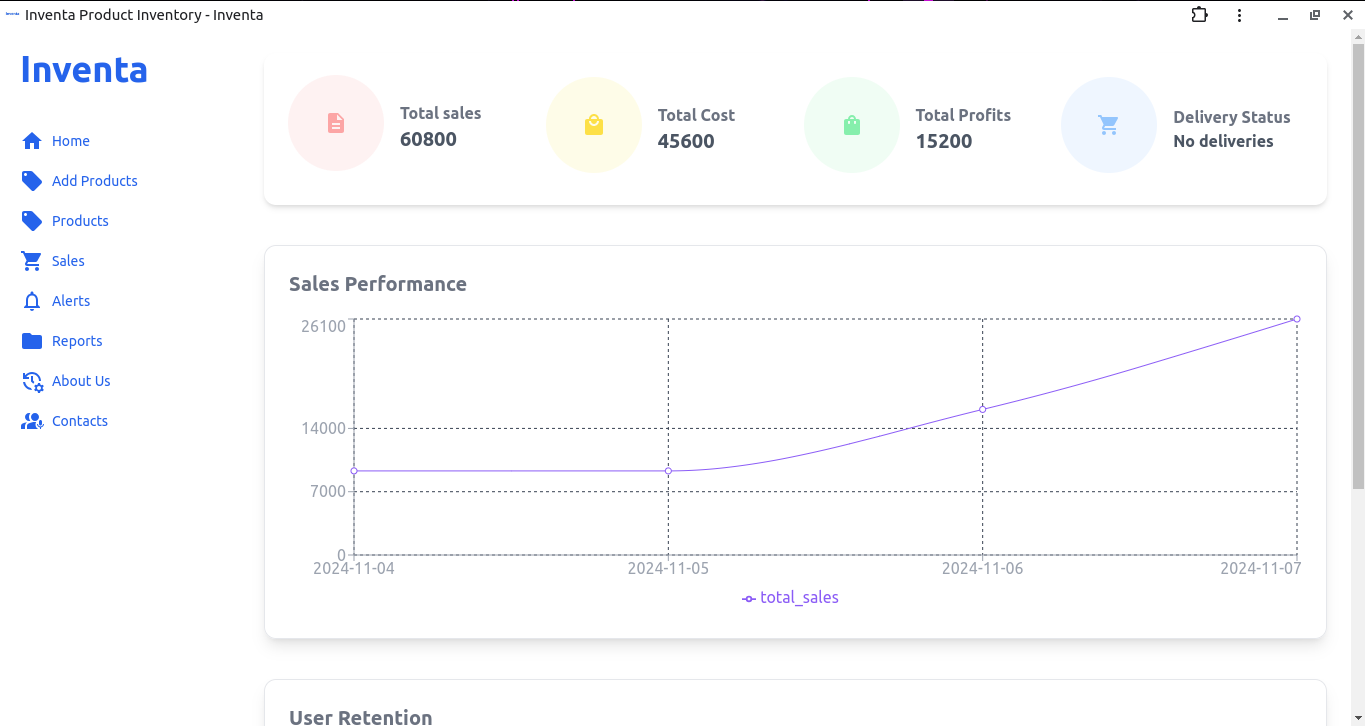 Inventa Product Inventory - Inventa
Inventa
Home
Add Products
Products
Sales
Alerts
Reports
About Us
Contacts
Total sales
60800
Total Cost
45600
Total Profits
15200
Delivery Status
No deliveries
Sales Performance
26100
14000
7000
0
2024-11-04
2024-11-05
2024-11-06
2024-11-07
total_sales
User Retention